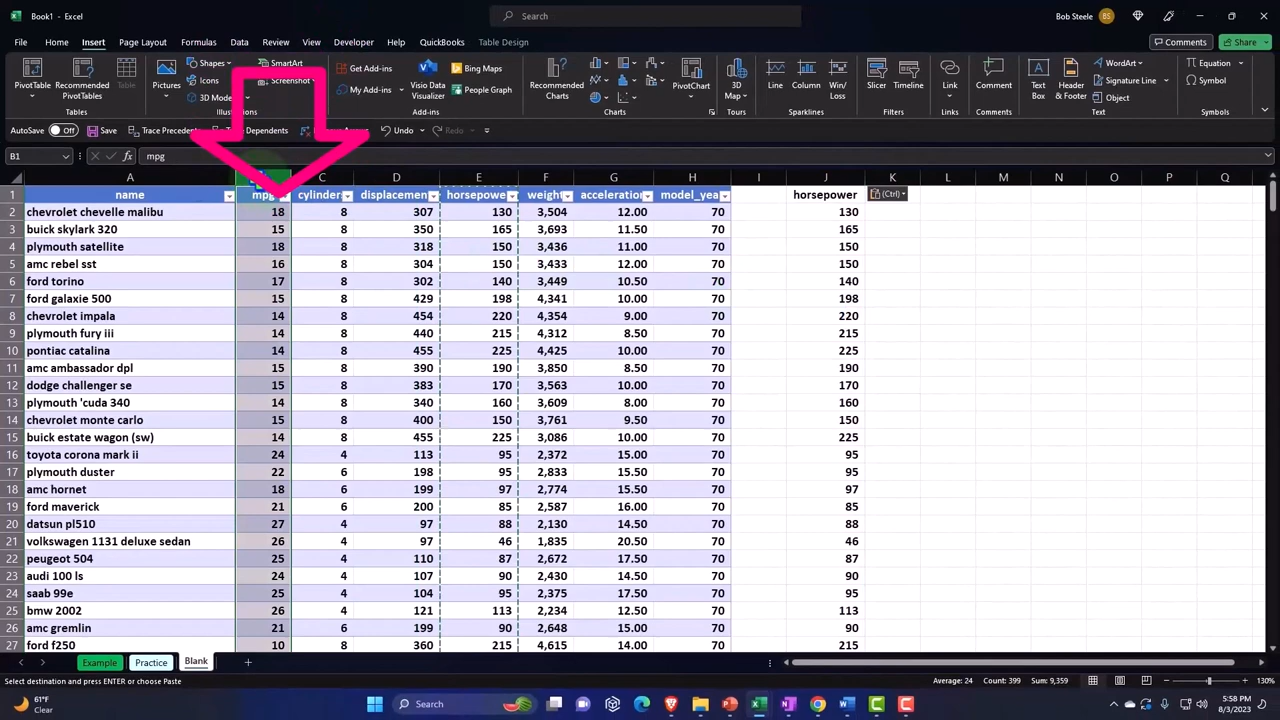 Book1 - Excel
Search
Bob Steele
BS
File Home Insert Page Layout Formulas Data Review View Developer Help QuickBooks Table Design
Comments
Share
PivotTable
Recommended PivotTables
Table
Tables
Pictures
Shapes
Icons
3D Mod
SmartArt
Screenshot
Illustrations
Get Add-ins
My Add-ins
Visio Data Visualizer
Bing Maps
People Graph
Add-ins
Recommended Charts
PivotChart
Charts
3D Map
Tours
Line
Column
Win/Loss
Sparklines
Slicer
Timeline
Filters
Link
Links
Comment
Comments
Text Box
Header & Footer
WordArt
Signature Line
Object
Text
Equation
Symbol
Symbols
AutoSave Off Save Trace Precedents Dependents Undo Redo
B1 fx mpg
A C D E F G H I J K L M N O P Q
1 name mpg cylinder displacemen horsepowe weigh acceleration model_yea horsepower (Ctrl)
2 chevrolet chevelle malibu 18 8 307 130 3,504 12.00 70 130
3 buick skylark 320 15 8 350 165 3,693 11.50 70 165
4 plymouth satellite 18 8 318 150 3,436 11.00 70 150
5 amc rebel sst 16 8 304 150 3,433 12.00 70 150
6 ford torino 17 8 302 140 3,449 10.50 70 140
7 ford galaxie 500 15 8 429 198 4,341 10.00 70 198
8 chevrolet impala 14 8 454 220 4,354 9.00 70 220
9 plymouth fury iii 14 8 440 215 4,312 8.50 70 215
10 pontiac catalina 14 8 455 225 4,425 10.00 70 225
11 amc ambassador dpl 15 8 390 190 3,850 8.50 70 190
12 dodge challenger se 15 8 383 170 3,563 10.00 70 170
13 plymouth 'cuda 340 14 8 340 160 3,609 8.00 70 160
14 chevrolet monte carlo 15 8 400 150 3,761 9.50 70 150
15 buick estate wagon (sw) 14 8 455 225 3,086 10.00 70 225
16 toyota corona mark ii 24 4 113 95 2,372 15.00 70 95
17 plymouth duster 22 6 198 95 2,833 15.50 70 95
18 amc hornet 18 6 199 97 2,774 15.50 70 97
19 ford maverick 21 6 200 85 2,587 16.00 70 85
20 datsun pl510 27 4 97 88 2,130 14.50 70 88
21 volkswagen 1131 deluxe sedan 26 4 97 46 1,835 20.50 70 46
22 peugeot 504 25 4 110 87 2,672 17.50 70 87
23 audi 100 ls 24 4 107 90 2,430 14.50 70 90
24 saab 99e 25 4 104 95 2,375 17.50 70 95
25 bmw 2002 26 4 121 113 2,234 12.50 70 113
26 amc gremlin 21 6 199 90 2,648 15.00 70 90
27 ford f250 10 8 360 215 4,615 14.00 70 215
Example Practice Blank
Select destination and press ENTER or choose Paste Average: 24 Count: 399 Sum: 9,359 130%
61°F
Clear
Search
5:58 PM
8/3/2023